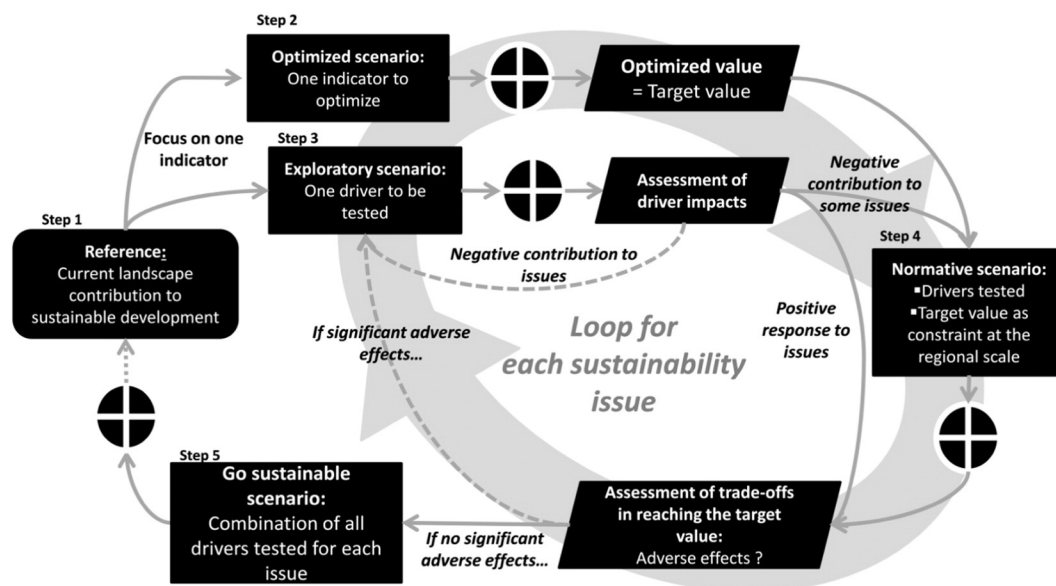 Step 2
Optimized scenario:
One indicator to
optimize
Optimized value
= Target value
Focus on one
indicator
Step 3
Exploratory scenario:
One driver to be
tested
Assessment of
driver impacts
Negative
contribution to
some issues
Step 1
Reference:
Current landscape
contribution to
sustainable development
Negative contribution to
issues
Step 4
Normative scenario:
▪Drivers tested
▪Target value as
constraint at the
regional scale
If significant adverse
effects...
Loop for
each sustainability
issue
Positive
response to
issues
Step 5
Go sustainable
scenario:
Combination of all
drivers tested for each
issue
If no significant
adverse effects...
Assessment of trade-offs
in reaching the target
value:
Adverse effects ?